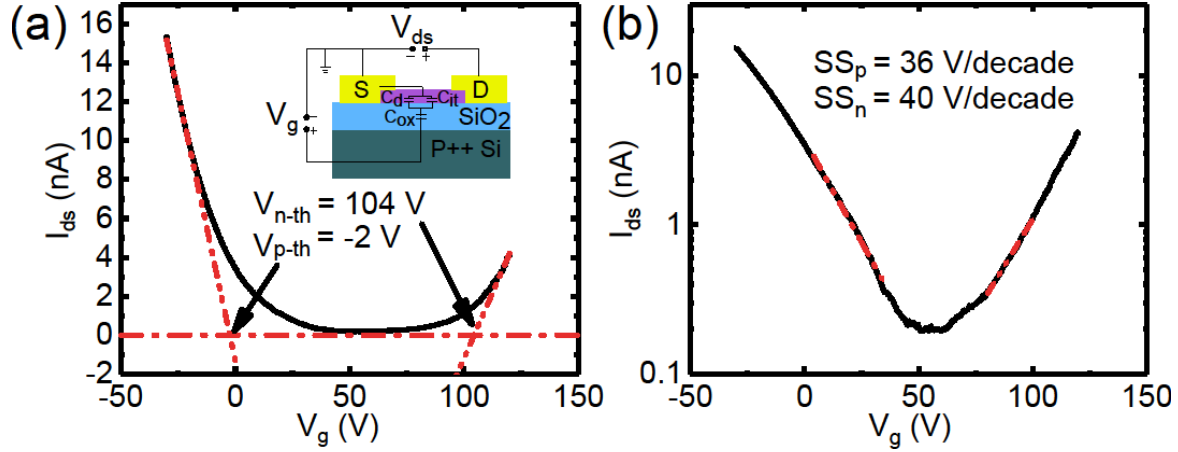 (a)
16
14
12
10
8
6
4
2
0
-2
I_ds (nA)
-50 0 50 100 150
V_g (V)
V_ds
- +
S D
C_d C_it
C_ox SiO_2
P++ Si
V_g
-
+
V_n-th = 104 V
V_p-th = -2 V
(b)
10
1
0.1
I_ds (nA)
-50 0 50 100 150
V_g (V)
SS_p = 36 V/decade
SS_n = 40 V/decade